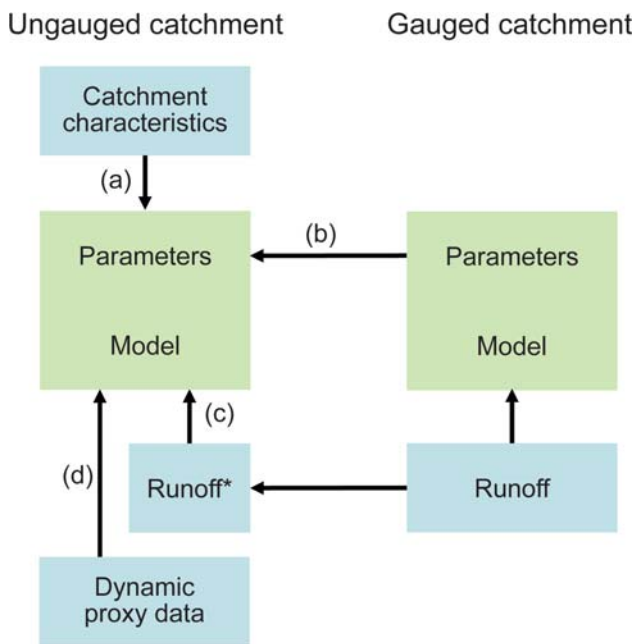 Ungauged catchment
Gauged catchment
Catchment
characteristics
(a)
(b)
Parameters
Parameters
Model
Model
(c)
(d)
Runoff*
Runoff
Dynamic
proxy data